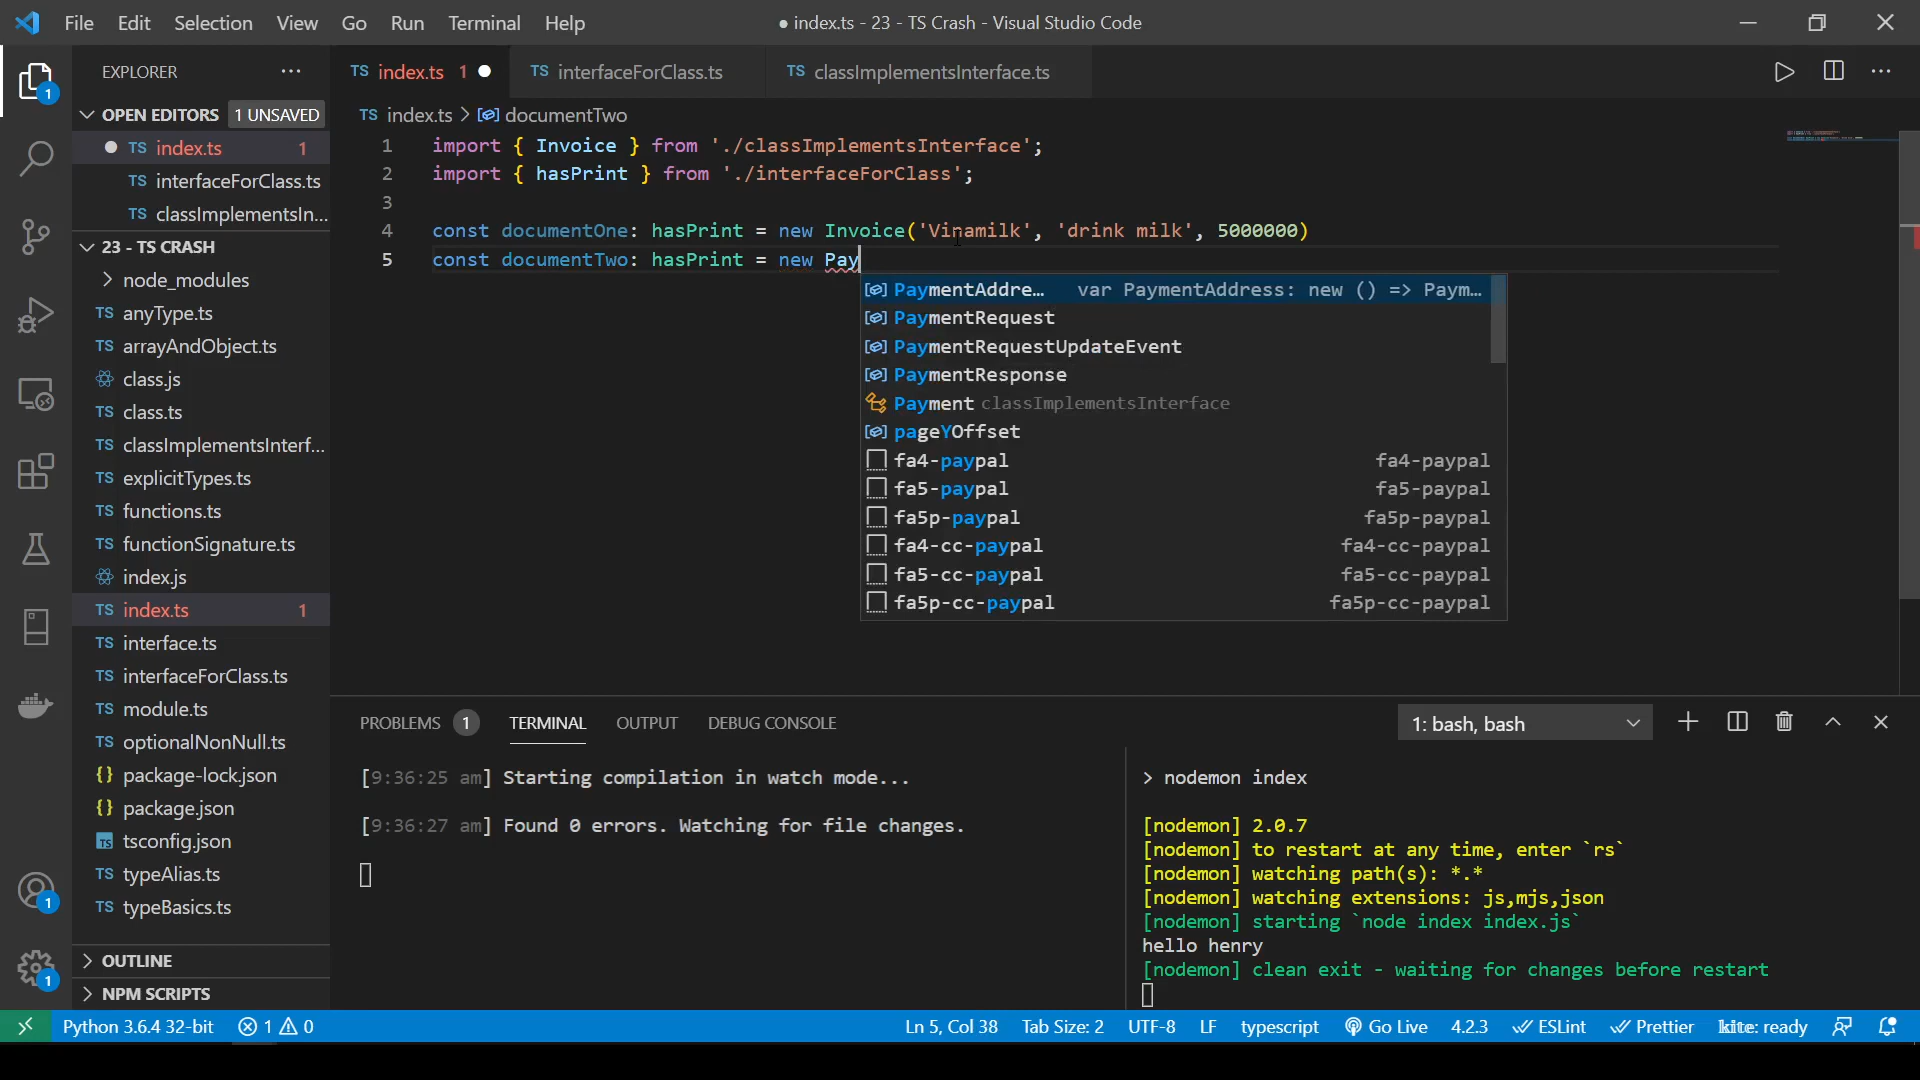 File Edit Selection View Go Run Terminal Help
● index.ts - 23 - TS Crash - Visual Studio Code
EXPLORER ...
1
OPEN EDITORS 1 UNSAVED
● TS index.ts 1
TS interfaceForClass.ts
TS classImplementsIn...
23 - TS CRASH
node_modules
TS anyType.ts
TS arrayAndObject.ts
class.js
TS class.ts
TS classImplementsInterf...
TS explicitTypes.ts
TS functions.ts
TS functionSignature.ts
index.js
TS index.ts 1
TS interface.ts
TS interfaceForClass.ts
TS module.ts
TS optionalNonNull.ts
{} package-lock.json
{} package.json
TS tsconfig.json
TS typeAlias.ts
TS typeBasics.ts
OUTLINE
NPM SCRIPTS
1
1
TS index.ts 1 ● TS interfaceForClass.ts TS classImplementsInterface.ts
TS index.ts > documentTwo
1 import { Invoice } from './classImplementsInterface';
2 import { hasPrint } from './interfaceForClass';
3
4 const documentOne: hasPrint = new Invoice('Vinamilk', 'drink milk', 5000000)
5 const documentTwo: hasPrint = new Pay
PaymentAddre... var PaymentAddress: new () => Paym...
PaymentRequest
PaymentRequestUpdateEvent
PaymentResponse
Payment classImplementsInterface
pageYOffset
fa4-paypal fa4-paypal
fa5-paypal fa5-paypal
fa5p-paypal fa5p-paypal
fa4-cc-paypal fa4-cc-paypal
fa5-cc-paypal fa5-cc-paypal
fa5p-cc-paypal fa5p-cc-paypal
PROBLEMS 1 TERMINAL OUTPUT DEBUG CONSOLE
1: bash, bash
[9:36:25 am] Starting compilation in watch mode...
[9:36:27 am] Found 0 errors. Watching for file changes.
> nodemon index
[nodemon] 2.0.7
[nodemon] to restart at any time, enter `rs`
[nodemon] watching path(s): *.*
[nodemon] watching extensions: js,mjs,json
[nodemon] starting `node index index.js`
hello henry
[nodemon] clean exit - waiting for changes before restart
Python 3.6.4 32-bit 1 0
Ln 5, Col 38 Tab Size: 2 UTF-8 LF typescript Go Live 4.2.3 ESLint Prettier kite: ready